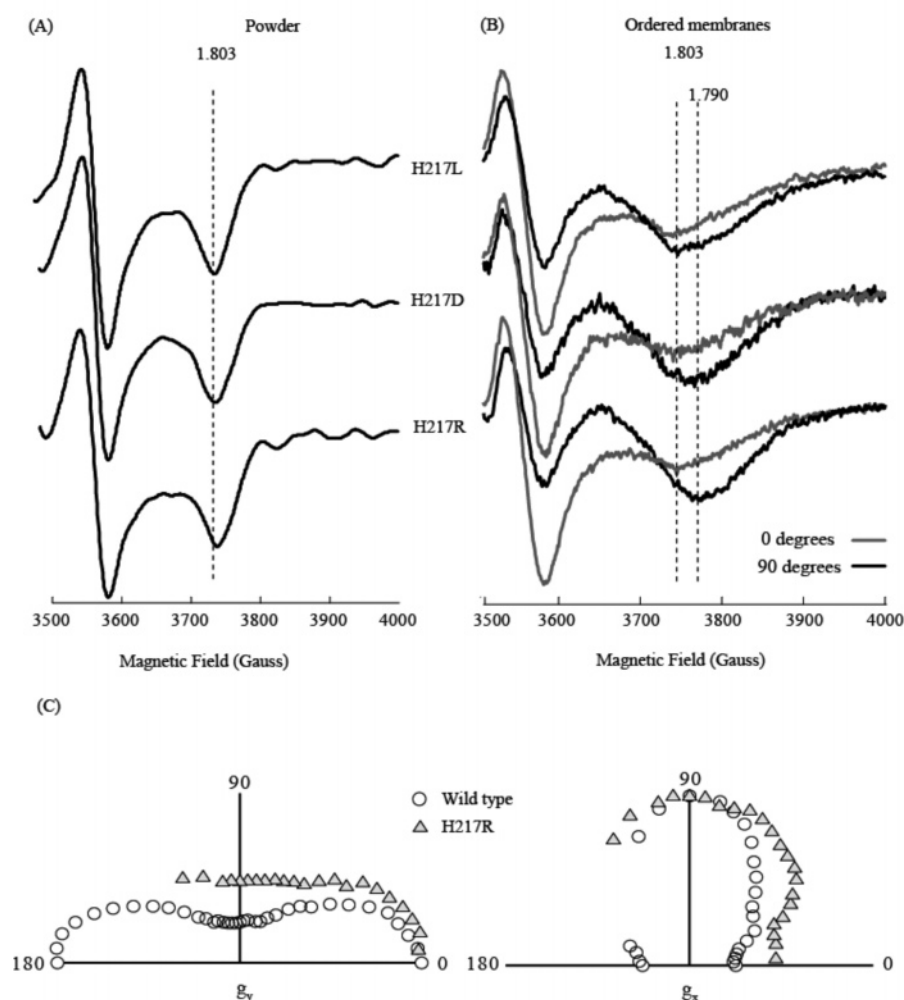 (A)
Powder
1.803
H217L
H217D
H217R
3500 3600 3700 3800 3900 4000
Magnetic Field (Gauss)
(B)
Ordered membranes
1.803
1.790
0 degrees
90 degrees
3500 3600 3700 3800 3900 4000
Magnetic Field (Gauss)
(C)
90
Wild type
H217R
180 0
gy
90
180 0
gx